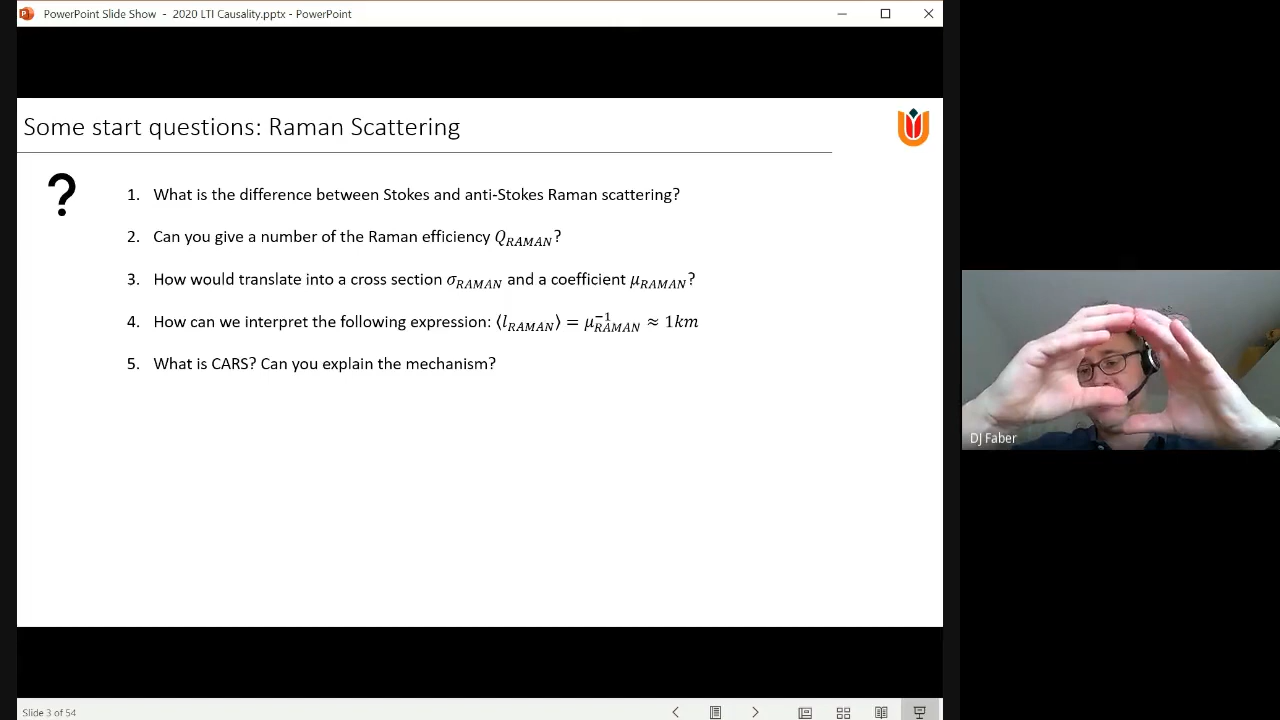 PowerPoint Slide Show - 2020 LTI Causality.pptx - PowerPoint
Some start questions: Raman Scattering
?
1. What is the difference between Stokes and anti-Stokes Raman scattering?
2. Can you give a number of the Raman efficiency Q_RAMAN?
3. How would translate into a cross section σ_RAMAN and a coefficient μ_RAMAN?
4. How can we interpret the following expression: ⟨l_RAMAN⟩ = μ_RAMAN^−1 ≈ 1km
5. What is CARS? Can you explain the mechanism?
DJ Faber
Slide 3 of 54